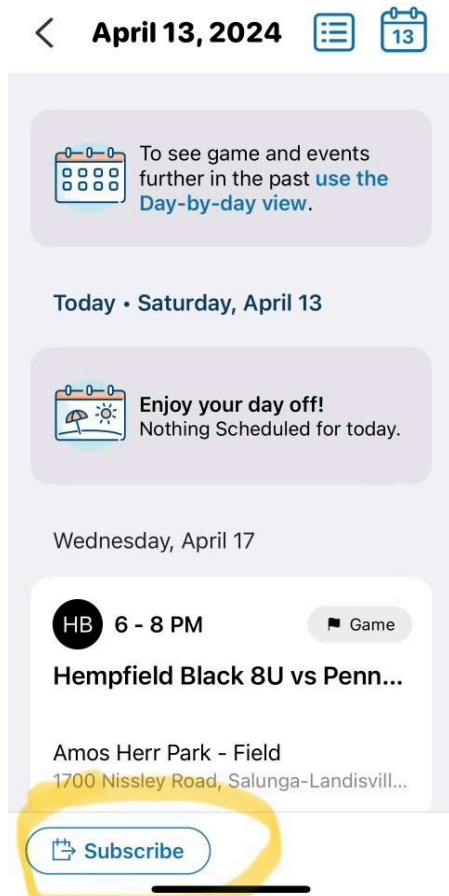 April 13, 2024
13
To see game and events
further in the past use the
Day-by-day view.
Today • Saturday, April 13
Enjoy your day off!
Nothing Scheduled for today.
Wednesday, April 17
HB 6 - 8 PM Game
Hempfield Black 8U vs Penn...
Amos Herr Park - Field
1700 Nissley Road, Salunga-Landisvill...
Subscribe